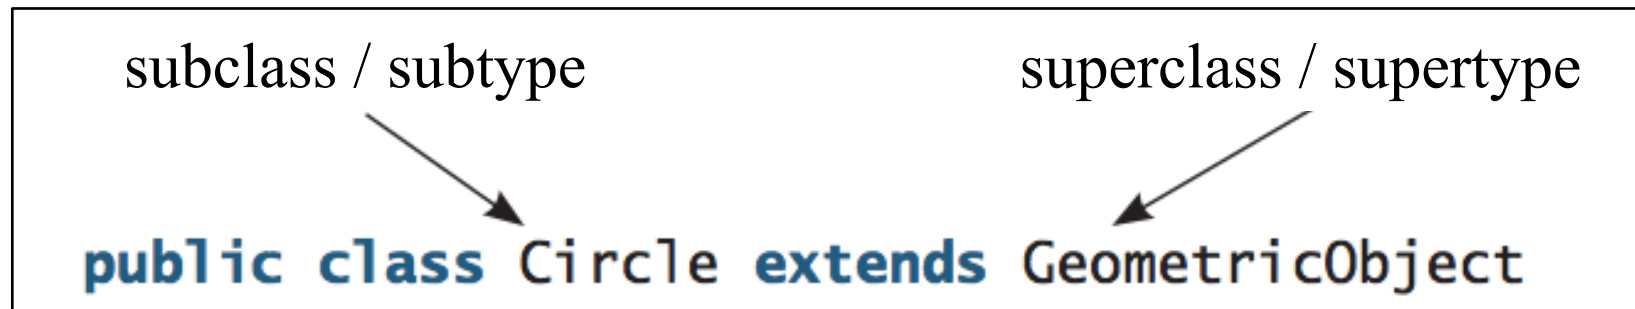 subclass / subtype superclass / supertype
public class Circle extends GeometricObject